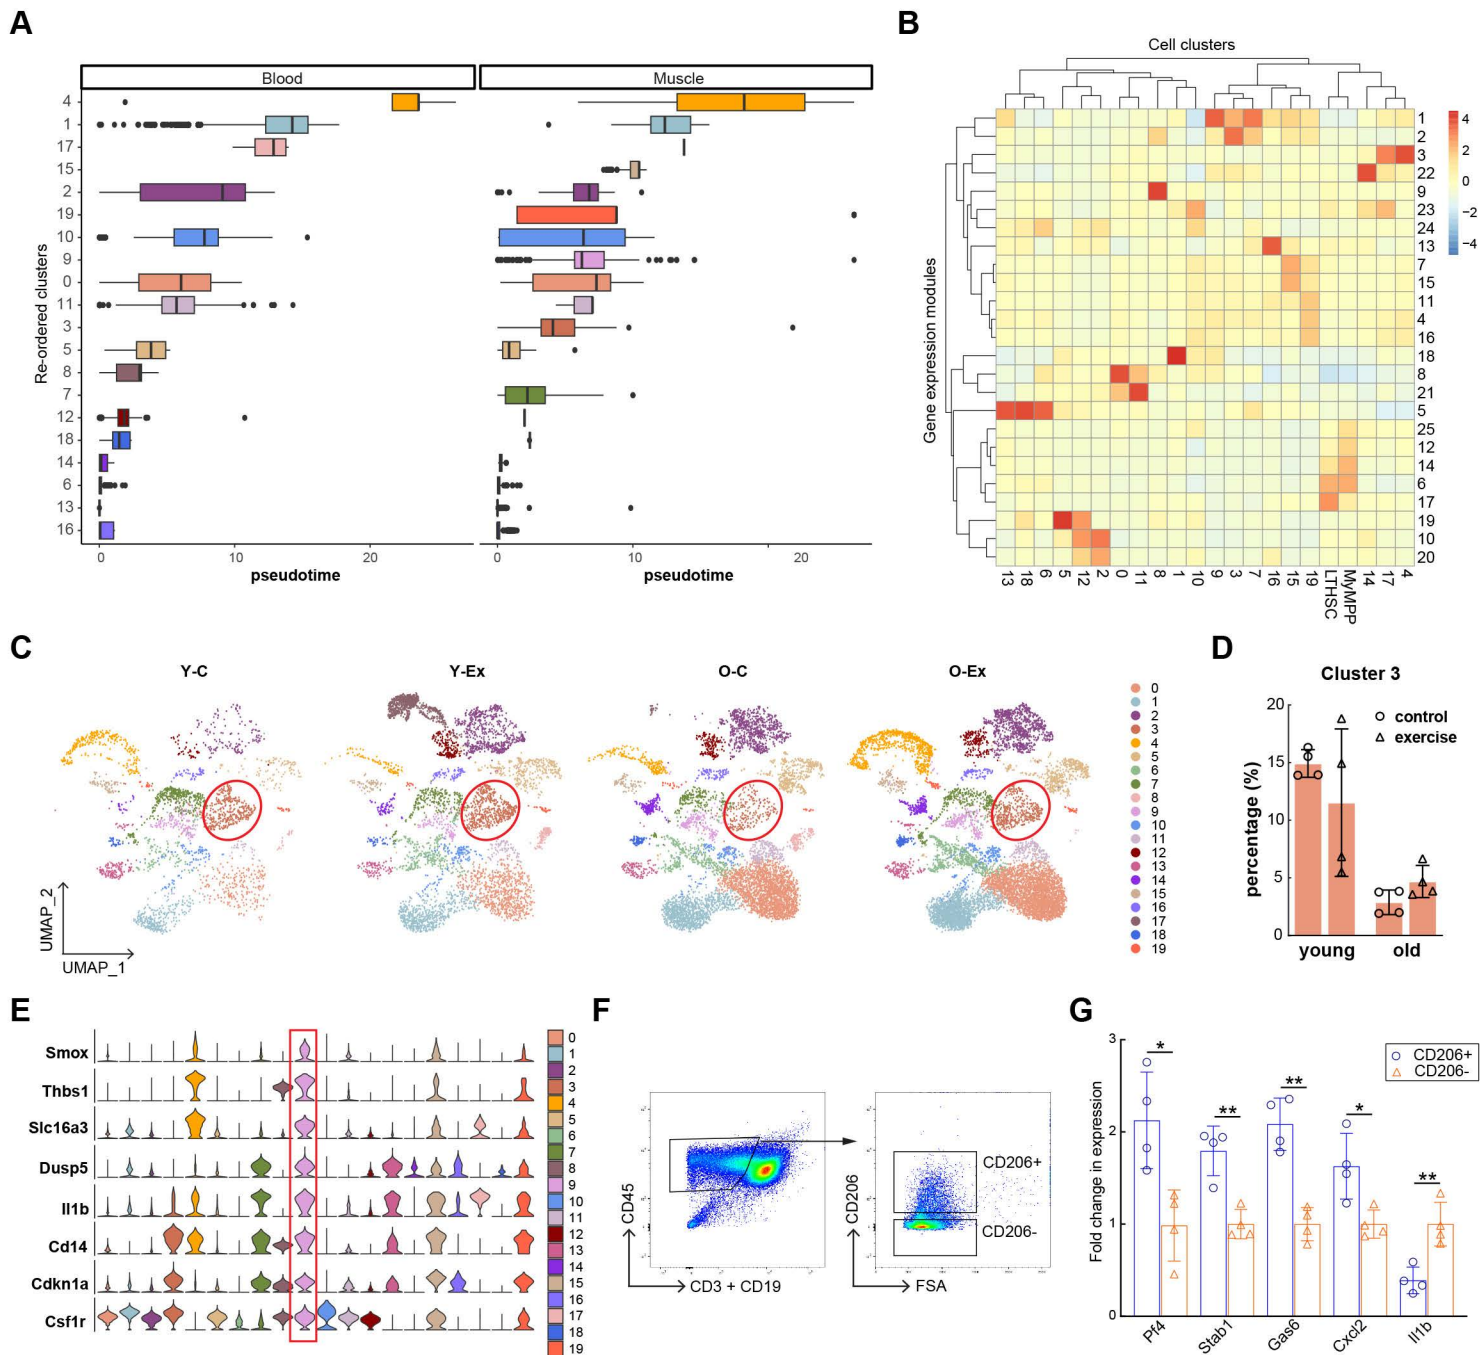 A
Blood
Muscle
Re-ordered clusters
4
1
17
15
2
19
10
9
0
11
3
5
8
7
12
18
14
6
13
16
0 10 20
0 10 20
pseudotime
pseudotime
B
Cell clusters
Gene expression modules
1
2
3
22
9
23
24
13
7
15
11
4
16
18
8
21
5
25
12
14
6
17
19
10
20
13 18 6 5 12 2 0 11 8 1 10 9 3 7 16 15 19 LTHSC MyMPP 14 17 4
4
2
0
−2
−4
C
Y-C
Y-Ex
O-C
O-Ex
UMAP_2
UMAP_1
0
1
2
3
4
5
6
7
8
9
10
11
12
13
14
15
16
17
18
19
D
Cluster 3
percentage (%)
20
15
10
5
0
control
exercise
young
old
E
Smox
Thbs1
Slc16a3
Dusp5
Il1b
Cd14
Cdkn1a
Csf1r
0
1
2
3
4
5
6
7
8
9
10
11
12
13
14
15
16
17
18
19
F
CD45
CD3 + CD19
CD206
FSA
CD206+
CD206-
G
Fold change in expression
3
2
1
0
CD206+
CD206-
*
**
**
*
**
Pf4
Stab1
Gas6
Cxcl2
Il1b